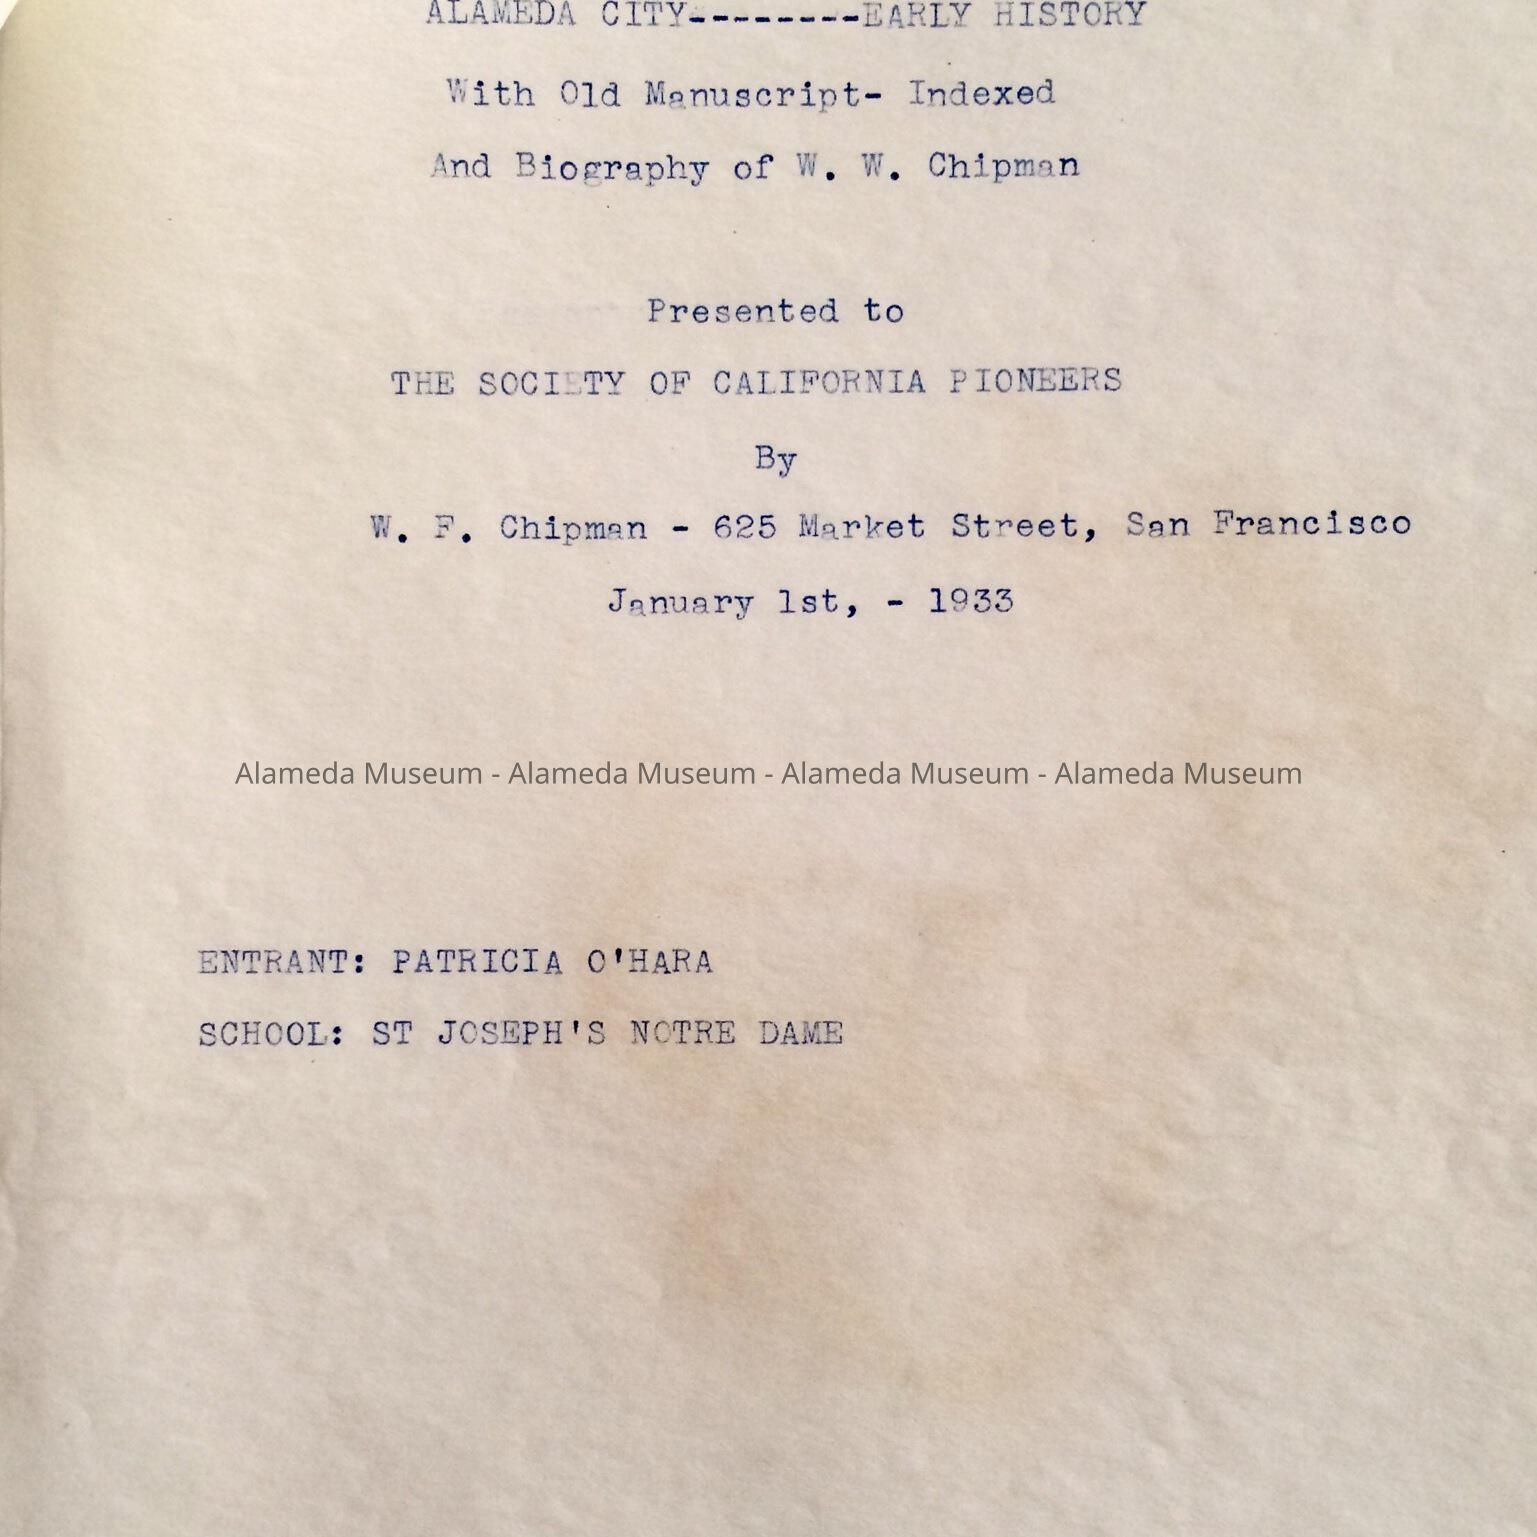 ALAMEDA CITY--------EARLY HISTORY
With Old Manuscript- Indexed
And Biography of W. W. Chipman
Presented to
THE SOCIETY OF CALIFORNIA PIONEERS
By
W. F. Chipman - 625 Market Street, San Francisco
January 1st, - 1933
Alameda Museum - Alameda Museum - Alameda Museum - Alameda Museum
ENTRANT: PATRICIA O'HARA
SCHOOL: ST JOSEPH'S NOTRE DAME